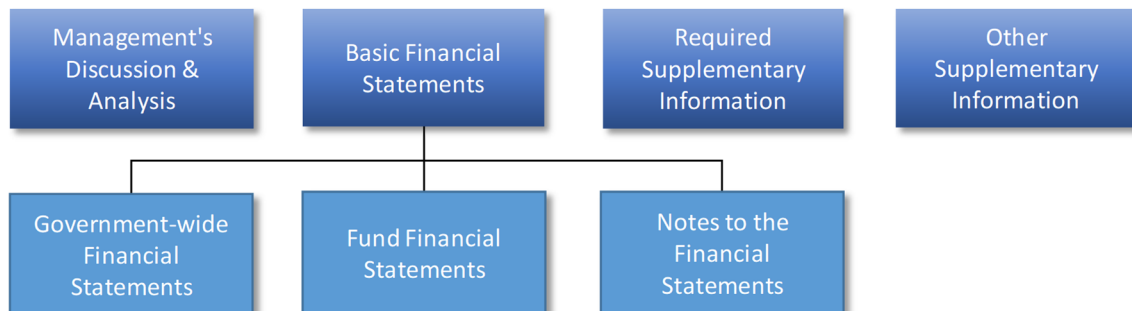 Management's
Discussion &
Analysis
Basic Financial
Statements
Required
Supplementary
Information
Other
Supplementary
Information
Government-wide
Financial
Statements
Fund Financial
Statements
Notes to the
Financial
Statements